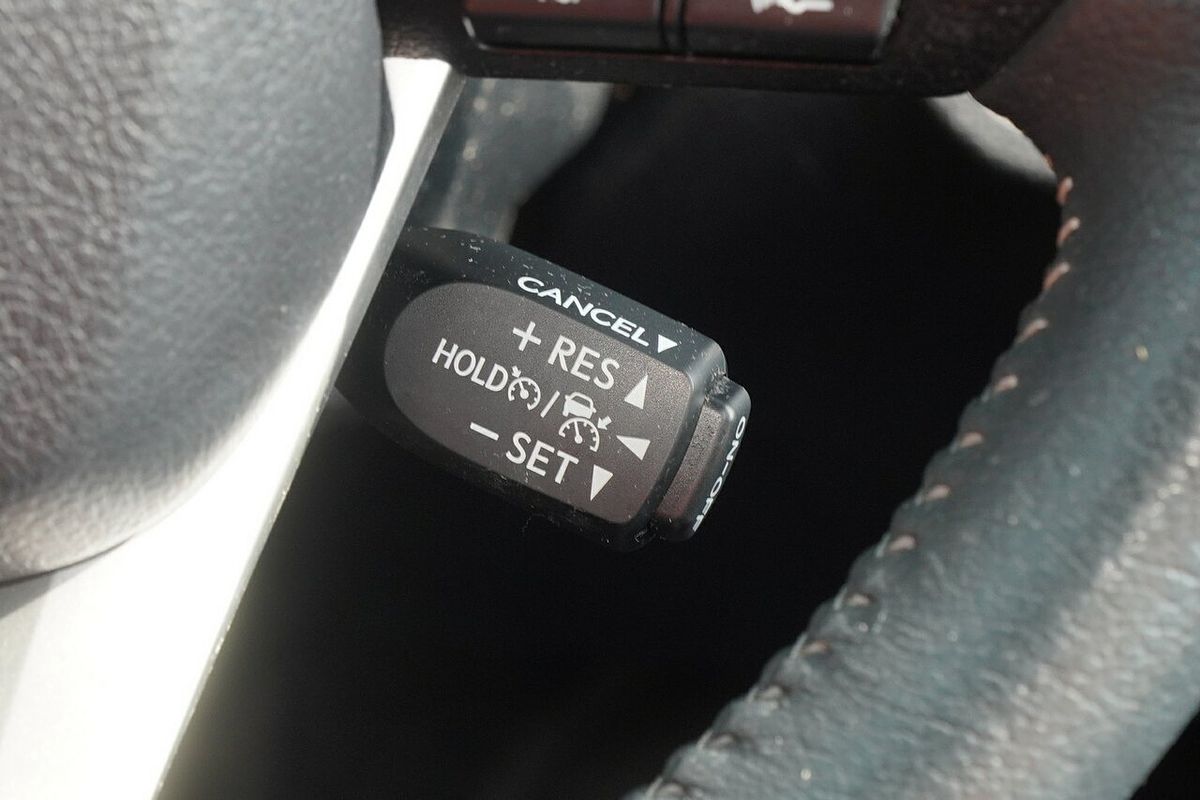 CANCEL▼
+ RES ▲
HOLD / ◀
- SET ▼
ON-OFF